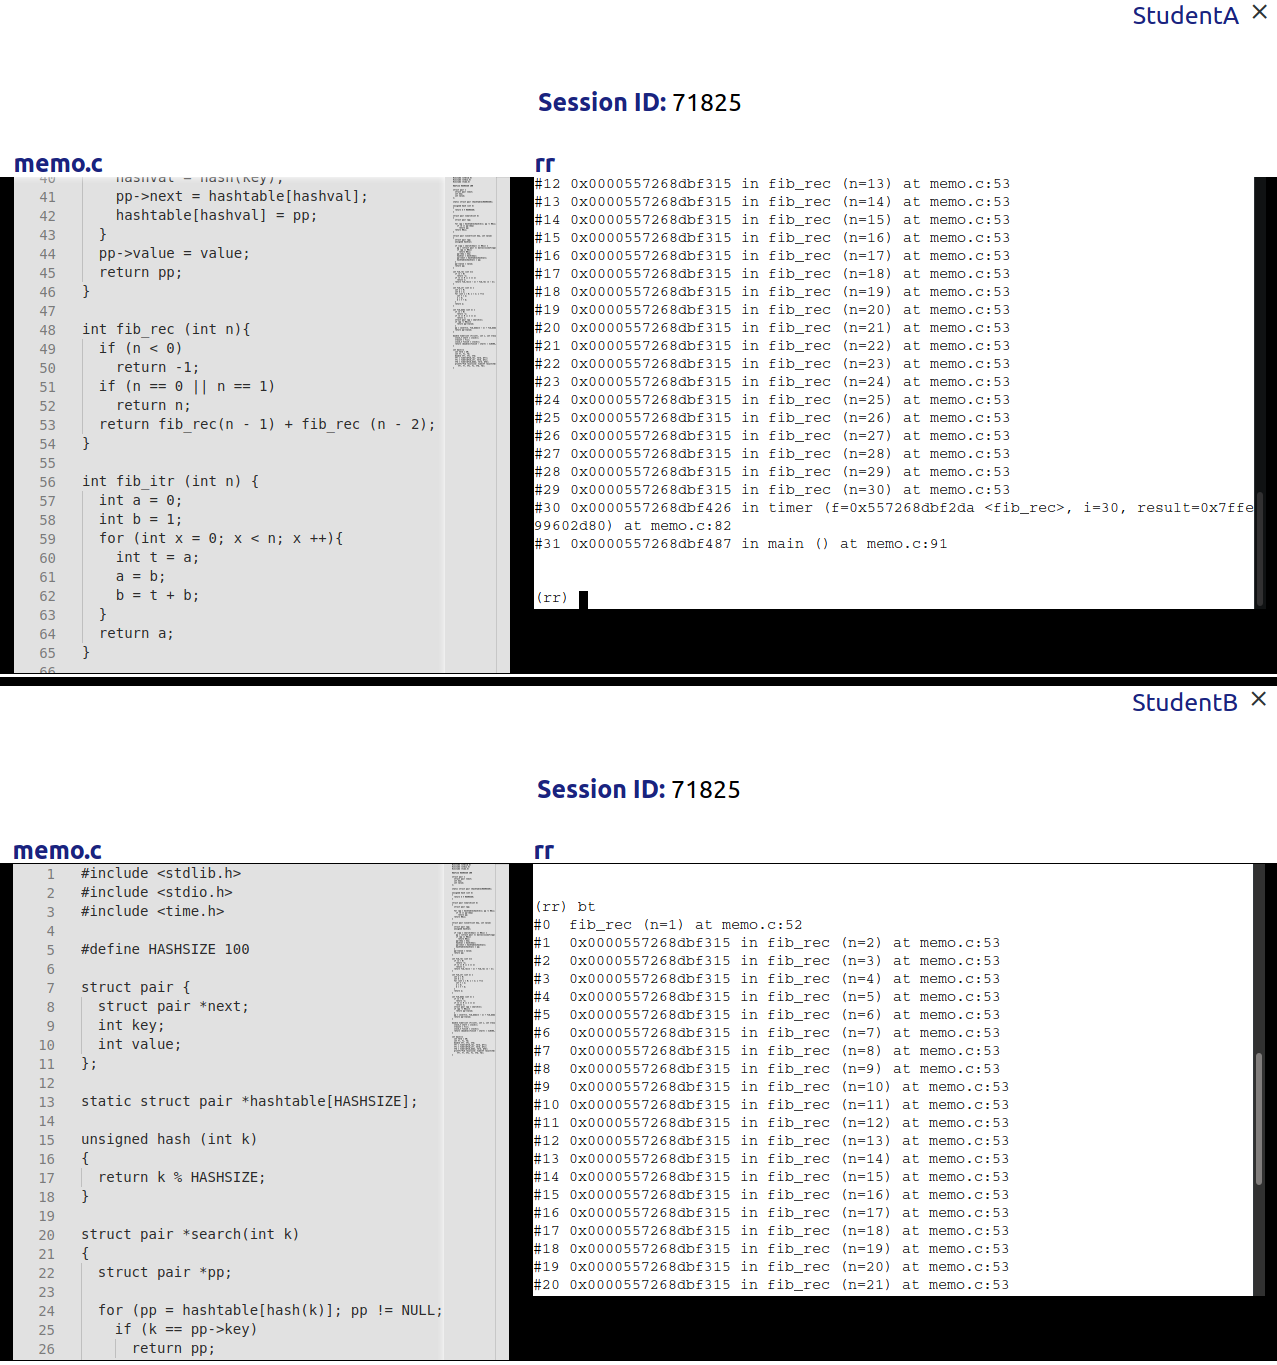 StudentA ×
Session ID: 71825
memo.c
40 hashval = hash(key);
41 pp->next = hashtable[hashval];
42 hashtable[hashval] = pp;
43 }
44 pp->value = value;
45 return pp;
46 }
47
48 int fib_rec (int n){
49 if (n < 0)
50 return -1;
51 if (n == 0 || n == 1)
52 return n;
53 return fib_rec(n - 1) + fib_rec (n - 2);
54 }
55
56 int fib_itr (int n) {
57 int a = 0;
58 int b = 1;
59 for (int x = 0; x < n; x ++){
60 int t = a;
61 a = b;
62 b = t + b;
63 }
64 return a;
65 }
66
rr
#12 0x0000557268dbf315 in fib_rec (n=13) at memo.c:53
#13 0x0000557268dbf315 in fib_rec (n=14) at memo.c:53
#14 0x0000557268dbf315 in fib_rec (n=15) at memo.c:53
#15 0x0000557268dbf315 in fib_rec (n=16) at memo.c:53
#16 0x0000557268dbf315 in fib_rec (n=17) at memo.c:53
#17 0x0000557268dbf315 in fib_rec (n=18) at memo.c:53
#18 0x0000557268dbf315 in fib_rec (n=19) at memo.c:53
#19 0x0000557268dbf315 in fib_rec (n=20) at memo.c:53
#20 0x0000557268dbf315 in fib_rec (n=21) at memo.c:53
#21 0x0000557268dbf315 in fib_rec (n=22) at memo.c:53
#22 0x0000557268dbf315 in fib_rec (n=23) at memo.c:53
#23 0x0000557268dbf315 in fib_rec (n=24) at memo.c:53
#24 0x0000557268dbf315 in fib_rec (n=25) at memo.c:53
#25 0x0000557268dbf315 in fib_rec (n=26) at memo.c:53
#26 0x0000557268dbf315 in fib_rec (n=27) at memo.c:53
#27 0x0000557268dbf315 in fib_rec (n=28) at memo.c:53
#28 0x0000557268dbf315 in fib_rec (n=29) at memo.c:53
#29 0x0000557268dbf315 in fib_rec (n=30) at memo.c:53
#30 0x0000557268dbf426 in timer (f=0x557268dbf2da <fib_rec>, i=30, result=0x7ffe
99602d80) at memo.c:82
#31 0x0000557268dbf487 in main () at memo.c:91
(rr)
StudentB ×
Session ID: 71825
memo.c
1 #include <stdlib.h>
2 #include <stdio.h>
3 #include <time.h>
4
5 #define HASHSIZE 100
6
7 struct pair {
8 struct pair *next;
9 int key;
10 int value;
11 };
12
13 static struct pair *hashtable[HASHSIZE];
14
15 unsigned hash (int k)
16 {
17 return k % HASHSIZE;
18 }
19
20 struct pair *search(int k)
21 {
22 struct pair *pp;
23
24 for (pp = hashtable[hash(k)]; pp != NULL;
25 if (k == pp->key)
26 return pp;
rr
(rr) bt
#0 fib_rec (n=1) at memo.c:52
#1 0x0000557268dbf315 in fib_rec (n=2) at memo.c:53
#2 0x0000557268dbf315 in fib_rec (n=3) at memo.c:53
#3 0x0000557268dbf315 in fib_rec (n=4) at memo.c:53
#4 0x0000557268dbf315 in fib_rec (n=5) at memo.c:53
#5 0x0000557268dbf315 in fib_rec (n=6) at memo.c:53
#6 0x0000557268dbf315 in fib_rec (n=7) at memo.c:53
#7 0x0000557268dbf315 in fib_rec (n=8) at memo.c:53
#8 0x0000557268dbf315 in fib_rec (n=9) at memo.c:53
#9 0x0000557268dbf315 in fib_rec (n=10) at memo.c:53
#10 0x0000557268dbf315 in fib_rec (n=11) at memo.c:53
#11 0x0000557268dbf315 in fib_rec (n=12) at memo.c:53
#12 0x0000557268dbf315 in fib_rec (n=13) at memo.c:53
#13 0x0000557268dbf315 in fib_rec (n=14) at memo.c:53
#14 0x0000557268dbf315 in fib_rec (n=15) at memo.c:53
#15 0x0000557268dbf315 in fib_rec (n=16) at memo.c:53
#16 0x0000557268dbf315 in fib_rec (n=17) at memo.c:53
#17 0x0000557268dbf315 in fib_rec (n=18) at memo.c:53
#18 0x0000557268dbf315 in fib_rec (n=19) at memo.c:53
#19 0x0000557268dbf315 in fib_rec (n=20) at memo.c:53
#20 0x0000557268dbf315 in fib_rec (n=21) at memo.c:53